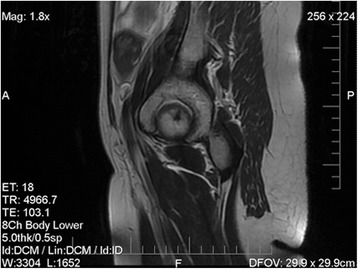 Mag: 1.8x
256 x 224
A
P
ET: 18
TR: 4966.7
TE: 103.1
8Ch Body Lower
5.0thk/0.5sp
Id:DCM / Lin:DCM / Id:ID
W:3304 L:1652
F
DFOV: 29.9 x 29.9cm